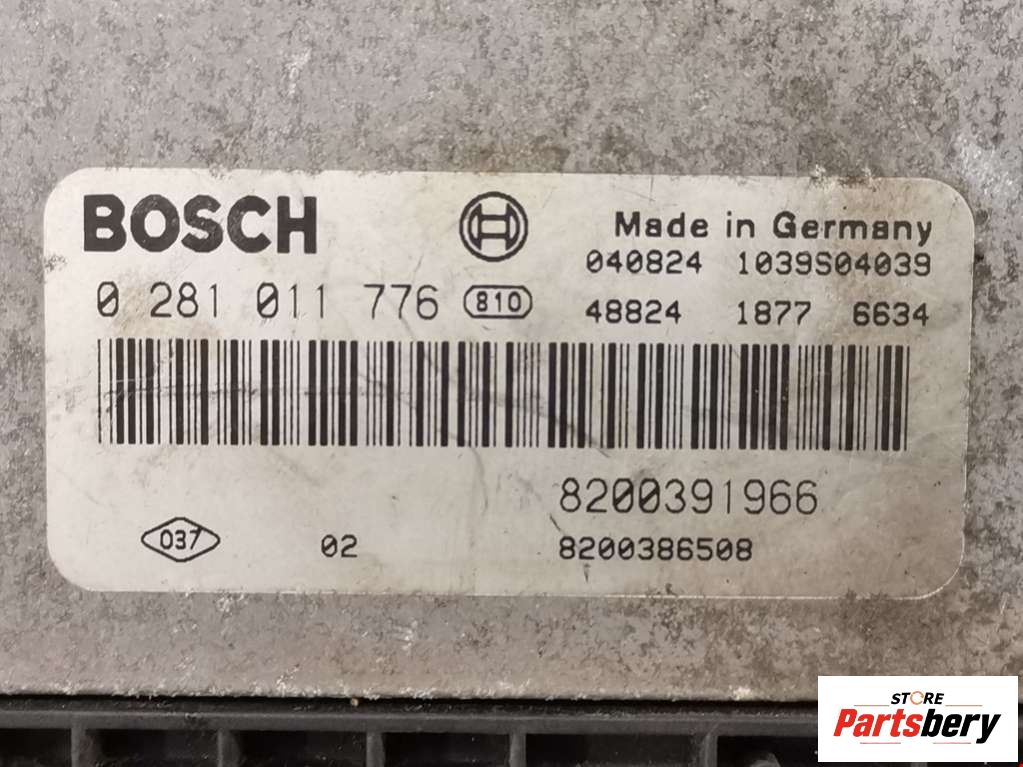 BOSCH
Made in Germany
040824 1039S04039
0 281 011 776 810
48824 1877 6634
8200391966
037 02 8200386508
STORE
Partsbery